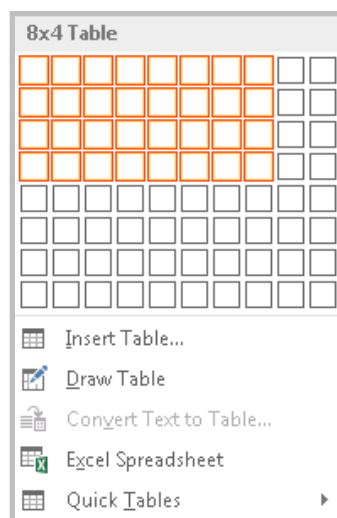 8x4 Table
Insert Table...
Draw Table
Convert Text to Table...
Excel Spreadsheet
Quick Tables